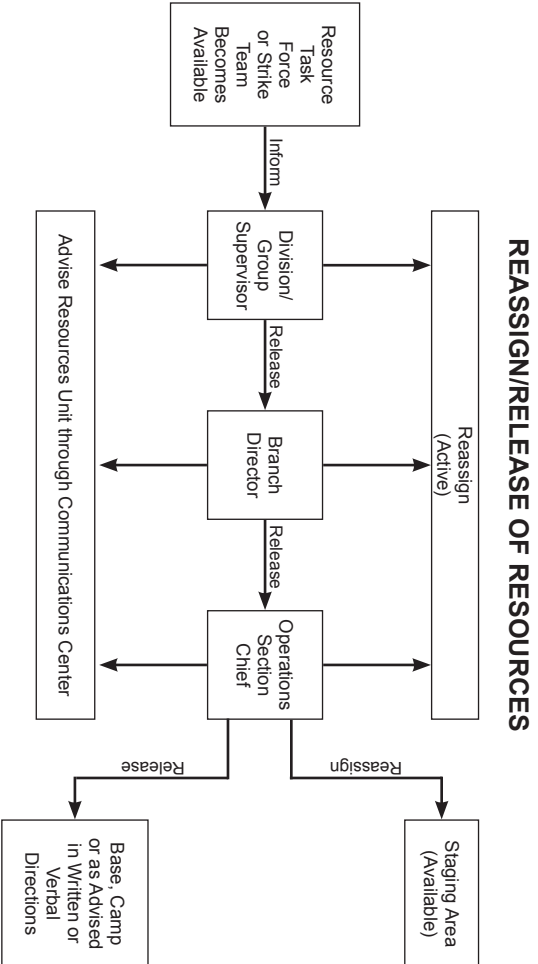 REASSIGN/RELEASE OF RESOURCES
Resource
Task
Force
or Strike
Team
Becomes
Available
Inform
Division/
Group
Supervisor
Release
Branch
Director
Release
Operations
Section
Chief
Reassign
(Active)
Advise Resources Unit through Communications Center
Reassign
Staging Area
(Available)
Release
Base, Camp
or as Advised
in Written or
Verbal
Directions